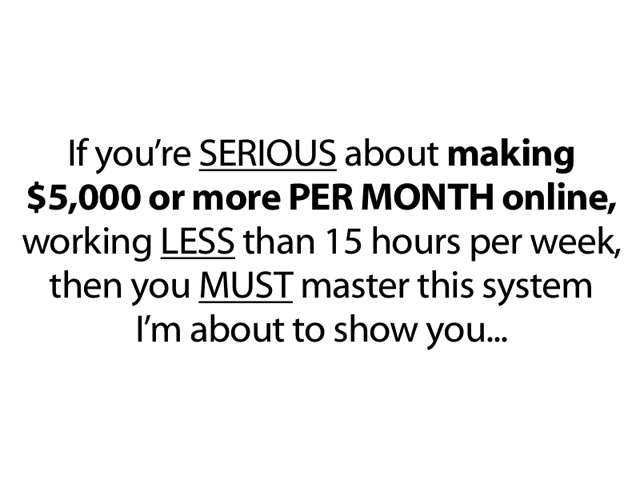 If you're SERIOUS about making
$5,000 or more PER MONTH online,
working LESS than 15 hours per week,
then you MUST master this system
I'm about to show you...